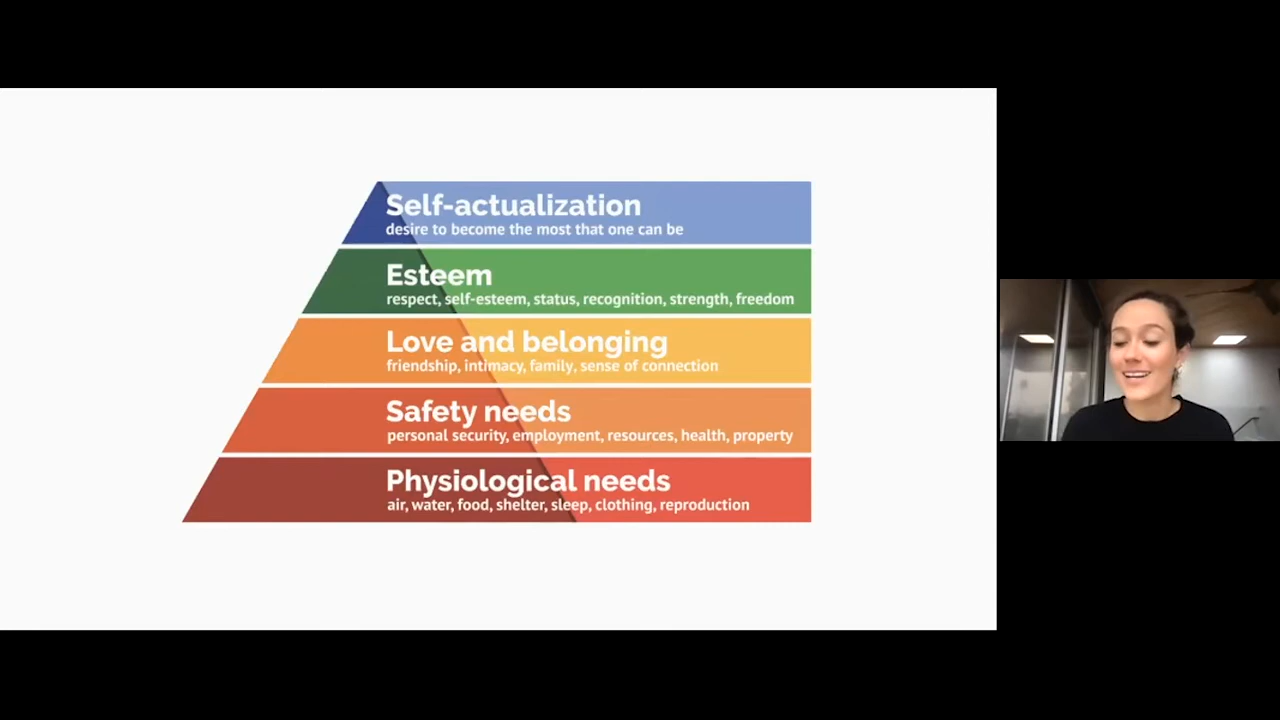 Self-actualization
desire to become the most that one can be
Esteem
respect, self-esteem, status, recognition, strength, freedom
Love and belonging
friendship, intimacy, family, sense of connection
Safety needs
personal security, employment, resources, health, property
Physiological needs
air, water, food, shelter, sleep, clothing, reproduction